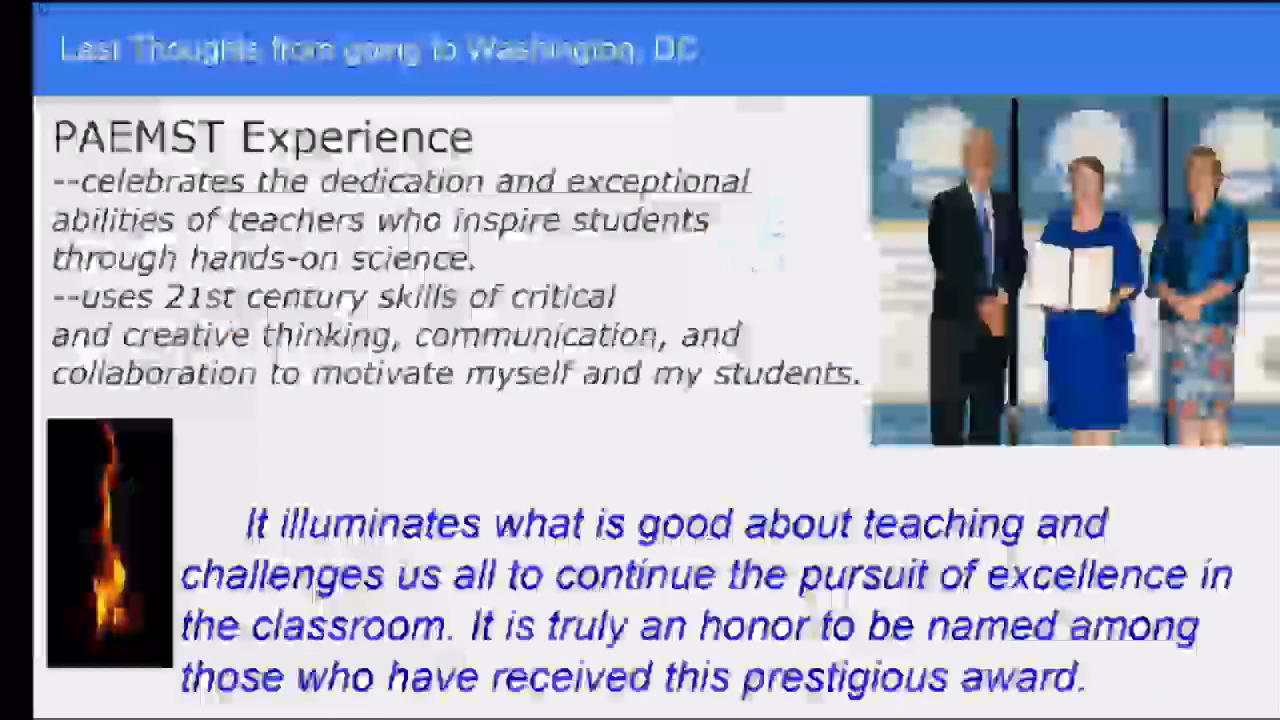 Last Thoughts from going to Washington, DC
PAEMST Experience
--celebrates the dedication and exceptional
abilities of teachers who inspire students
through hands-on science.
--uses 21st century skills of critical
and creative thinking, communication, and
collaboration to motivate myself and my students.
It illuminates what is good about teaching and
challenges us all to continue the pursuit of excellence in
the classroom. It is truly an honor to be named among
those who have received this prestigious award.